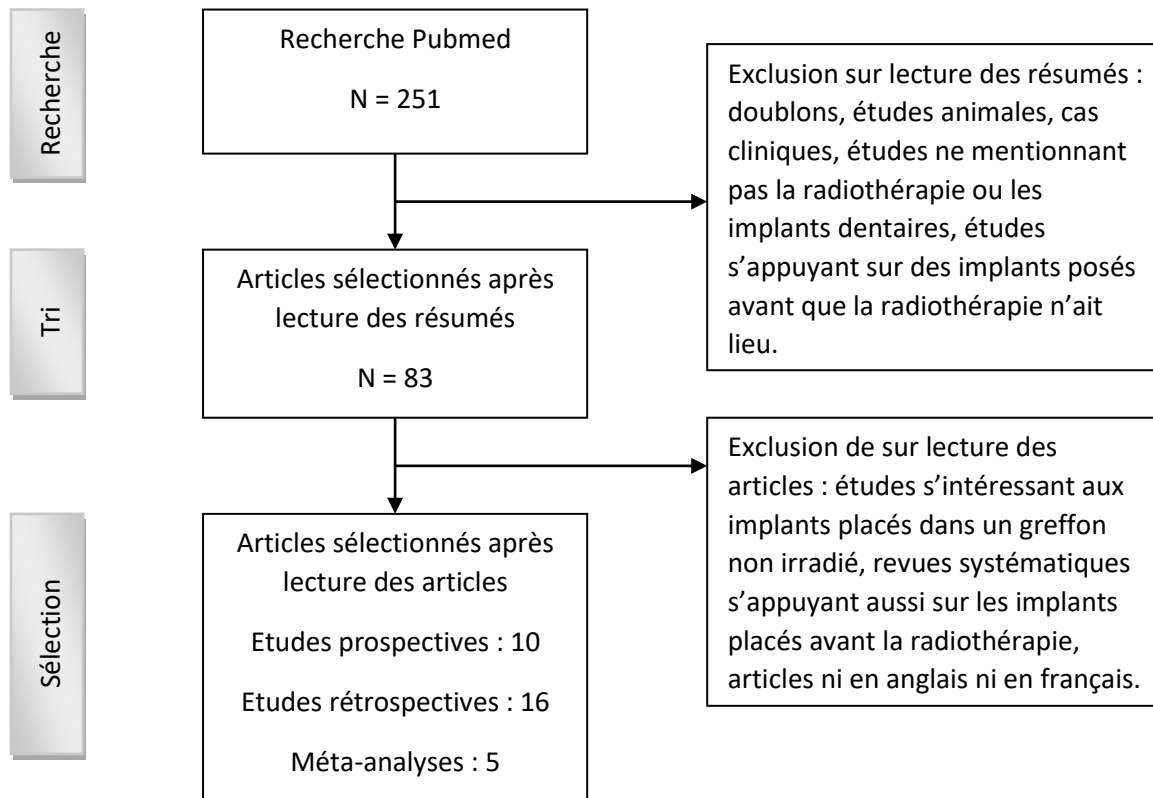 Recherche
Recherche Pubmed
N = 251
Exclusion sur lecture des résumés :
doublons, études animales, cas
cliniques, études ne mentionnant
pas la radiothérapie ou les
implants dentaires, études
s’appuyant sur des implants posés
avant que la radiothérapie n’ait
lieu.
Tri
Articles sélectionnés après
lecture des résumés
N = 83
Exclusion de sur lecture des
articles : études s’intéressant aux
implants placés dans un greffon
non irradié, revues systématiques
s’appuyant aussi sur les implants
placés avant la radiothérapie,
articles ni en anglais ni en français.
Sélection
Articles sélectionnés après
lecture des articles
Etudes prospectives : 10
Etudes rétrospectives : 16
Méta-analyses : 5